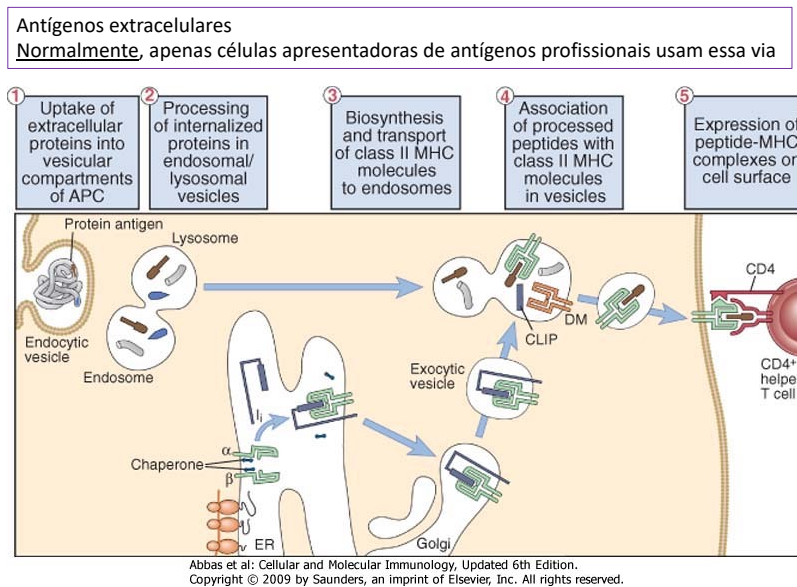 Antígenos extracelulares
Normalmente, apenas células apresentadoras de antígenos profissionais usam essa via
1
Uptake of
extracellular
proteins into
vesicular
compartments
of APC
2
Processing
of internalized
proteins in
endosomal/
lysosomal
vesicles
3
Biosynthesis
and transport
of class II MHC
molecules
to endosomes
4
Association
of processed
peptides with
class II MHC
molecules
in vesicles
5
Expression of
peptide-MHC
complexes on
cell surface
Protein antigen
Lysosome
Endocytic
vesicle
Endosome
CLIP
DM
CD4
CD4+
helpe
T cell
Exocytic
vesicle
Ii
α
Chaperone
β
ER
Golgi
Abbas et al: Cellular and Molecular Immunology, Updated 6th Edition.
Copyright © 2009 by Saunders, an imprint of Elsevier, Inc. All rights reserved.